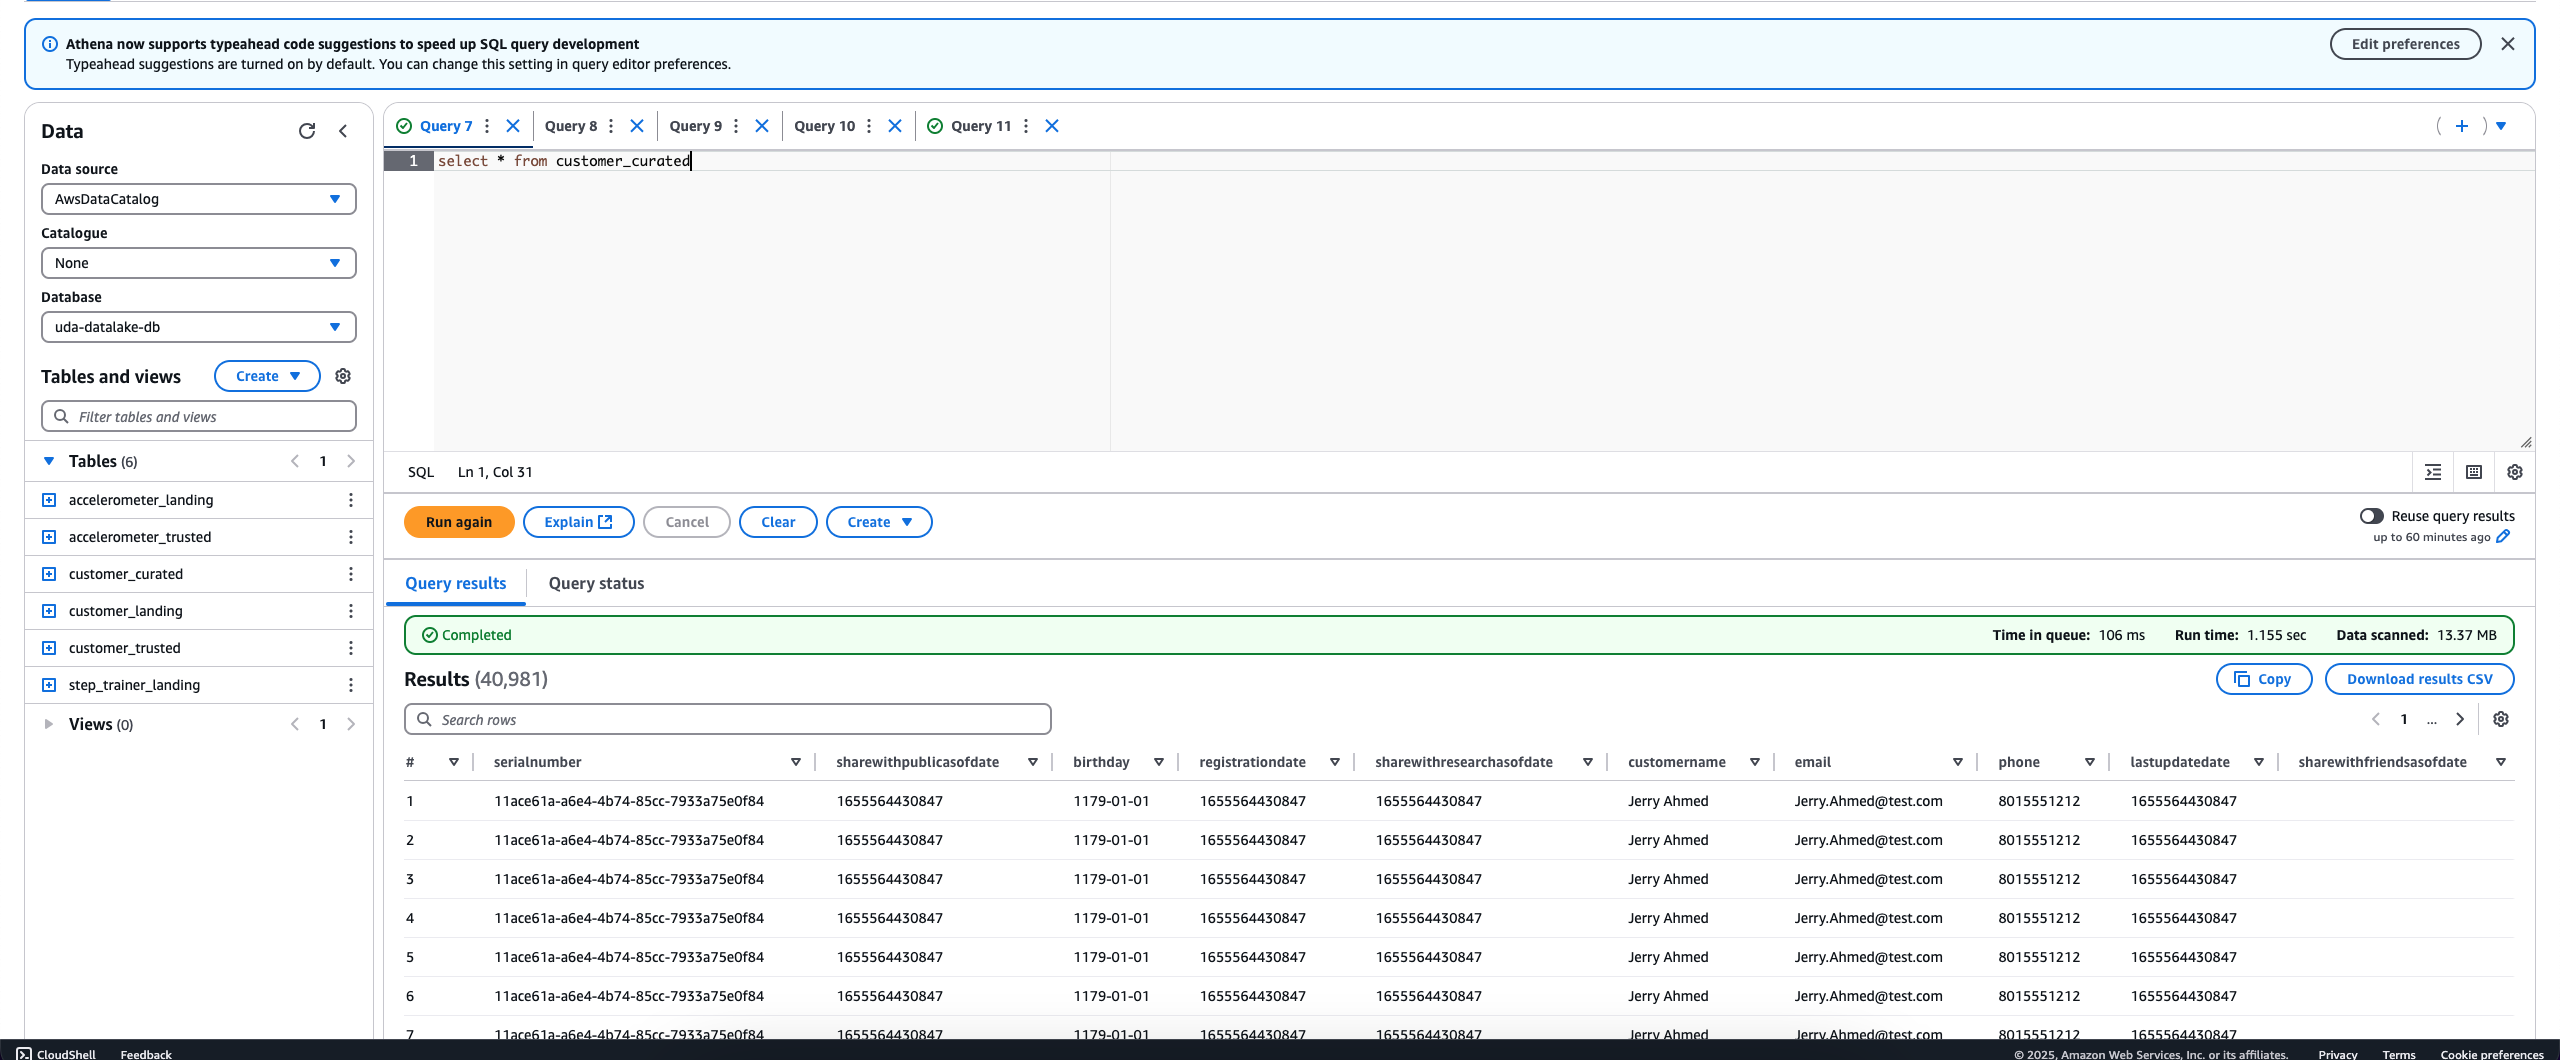 Athena now supports typeahead code suggestions to speed up SQL query development
Typeahead suggestions are turned on by default. You can change this setting in query editor preferences.
Edit preferences
Data
Data source
AwsDataCatalog
Catalogue
None
Database
uda-datalake-db
Tables and views
Create
Filter tables and views
Tables (6)
1
accelerometer_landing
accelerometer_trusted
customer_curated
customer_landing
customer_trusted
step_trainer_landing
Views (0)
1
Query 7
Query 8
Query 9
Query 10
Query 11
1 select * from customer_curated
SQL Ln 1, Col 31
Run again Explain Cancel Clear Create
Reuse query results
up to 60 minutes ago
Query results Query status
Completed
Time in queue: 106 ms Run time: 1.155 sec Data scanned: 13.37 MB
Results (40,981)
Copy Download results CSV
Search rows
1 ...
# serialnumber sharewithpublicasofdate birthday registrationdate sharewithresearchasofdate customername email phone lastupdatedate sharewithfriendsasofdate
1 11ace61a-a6e4-4b74-85cc-7933a75e0f84 1655564430847 1179-01-01 1655564430847 1655564430847 Jerry Ahmed Jerry.Ahmed@test.com 8015551212 1655564430847
2 11ace61a-a6e4-4b74-85cc-7933a75e0f84 1655564430847 1179-01-01 1655564430847 1655564430847 Jerry Ahmed Jerry.Ahmed@test.com 8015551212 1655564430847
3 11ace61a-a6e4-4b74-85cc-7933a75e0f84 1655564430847 1179-01-01 1655564430847 1655564430847 Jerry Ahmed Jerry.Ahmed@test.com 8015551212 1655564430847
4 11ace61a-a6e4-4b74-85cc-7933a75e0f84 1655564430847 1179-01-01 1655564430847 1655564430847 Jerry Ahmed Jerry.Ahmed@test.com 8015551212 1655564430847
5 11ace61a-a6e4-4b74-85cc-7933a75e0f84 1655564430847 1179-01-01 1655564430847 1655564430847 Jerry Ahmed Jerry.Ahmed@test.com 8015551212 1655564430847
6 11ace61a-a6e4-4b74-85cc-7933a75e0f84 1655564430847 1179-01-01 1655564430847 1655564430847 Jerry Ahmed Jerry.Ahmed@test.com 8015551212 1655564430847
7 11ace61a-a6e4-4b74-85cc-7933a75e0f84 1655564430847 1179-01-01 1655564430847 1655564430847 Jerry Ahmed Jerry.Ahmed@test.com 8015551212 1655564430847
CloudShell Feedback
© 2025, Amazon Web Services, Inc. or its affiliates. Privacy Terms Cookie preferences